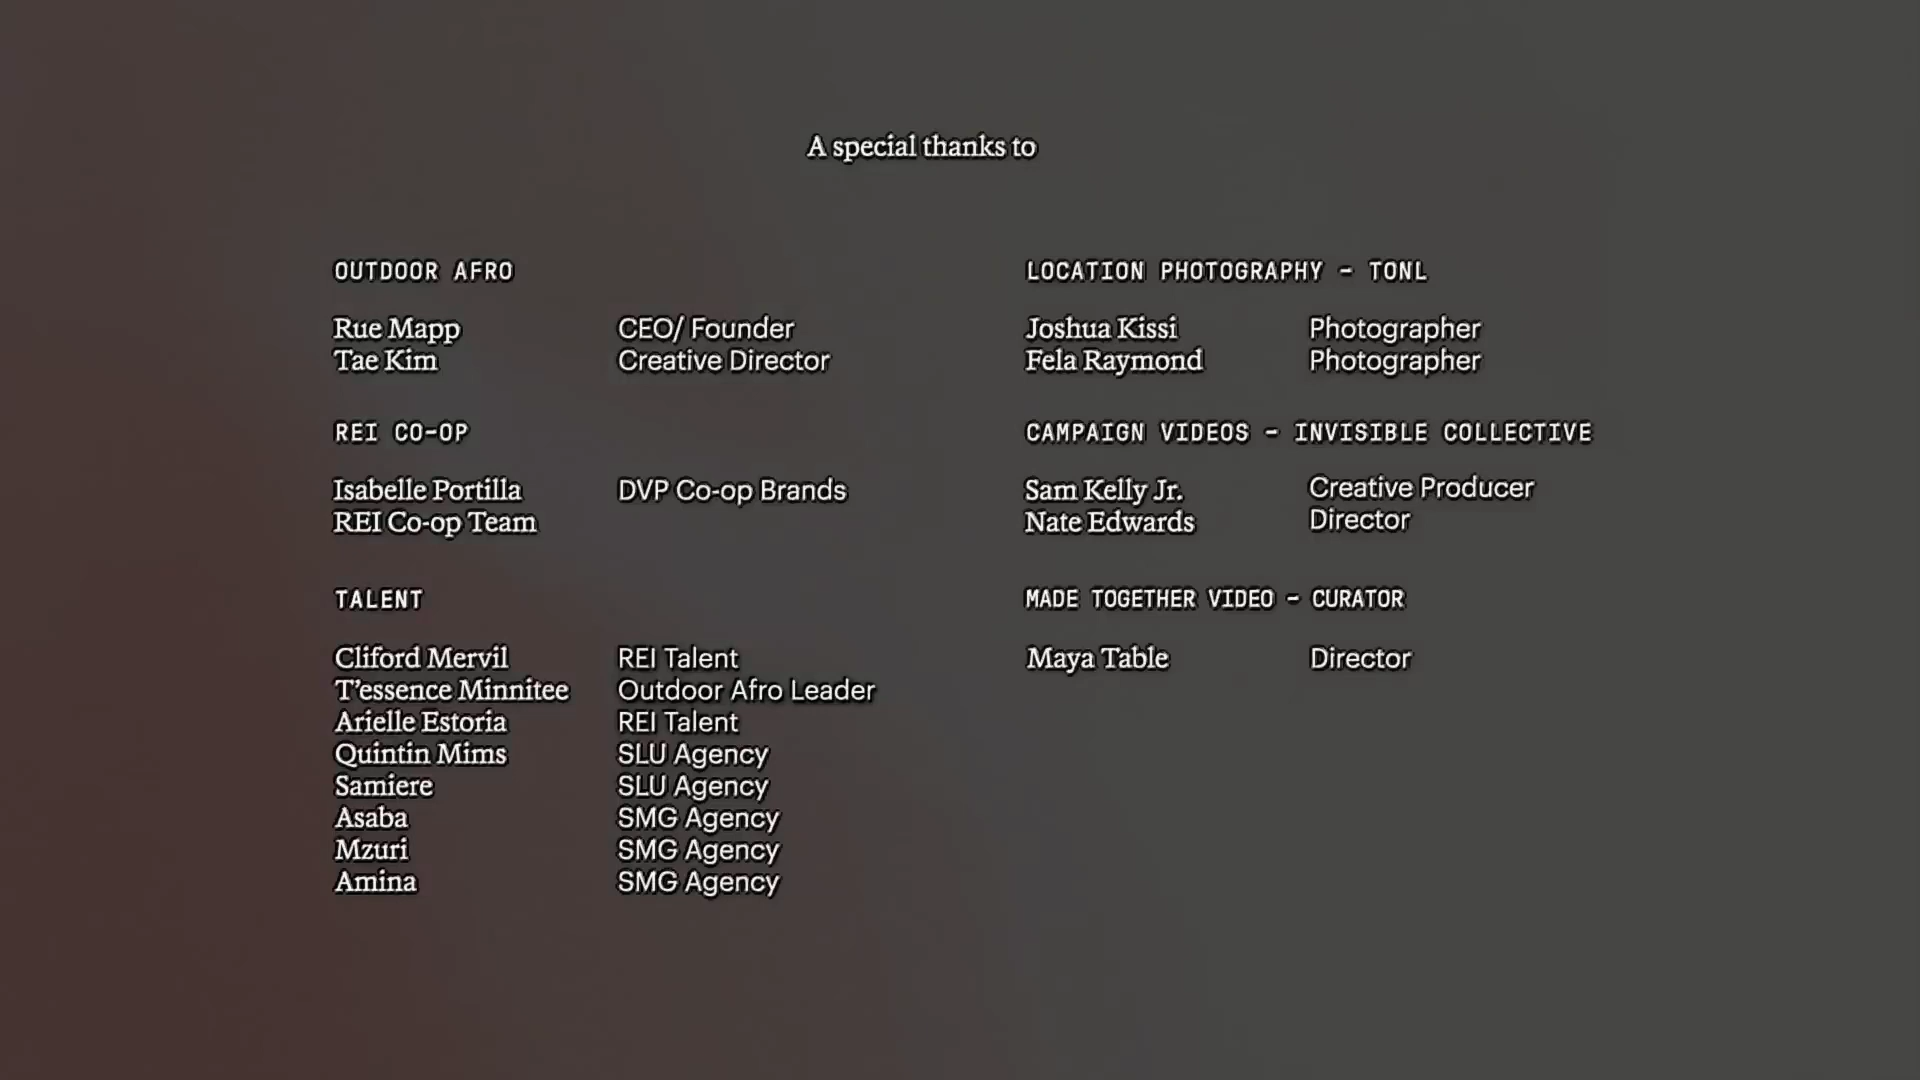 A special thanks to
OUTDOOR AFRO
Rue Mapp CEO/ Founder
Tae Kim Creative Director
REI CO-OP
Isabelle Portilla DVP Co-op Brands
REI Co-op Team
TALENT
Cliford Mervil REI Talent
T’essence Minnitee Outdoor Afro Leader
Arielle Estoria REI Talent
Quintin Mims SLU Agency
Samiere SLU Agency
Asaba SMG Agency
Mzuri SMG Agency
Amina SMG Agency
LOCATION PHOTOGRAPHY - TONL
Joshua Kissi Photographer
Fela Raymond Photographer
CAMPAIGN VIDEOS - INVISIBLE COLLECTIVE
Sam Kelly Jr. Creative Producer
Nate Edwards Director
MADE TOGETHER VIDEO - CURATOR
Maya Table Director